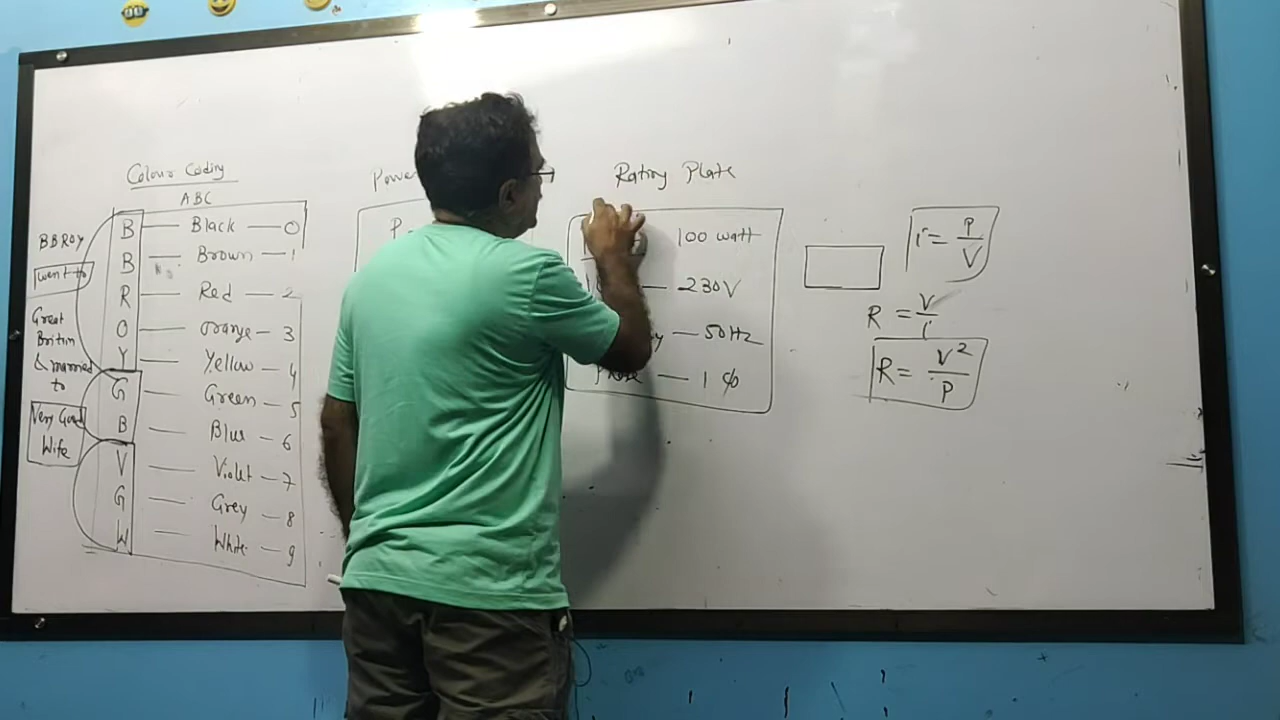 Colour Coding
ABC
BBROY
went to
Great
Britin
& married
to
Very Good
Wife
B — Black — 0
B — Brown — 1
R — Red — 2
O — Orange — 3
Y — Yellow — 4
G — Green — 5
B — Blue — 6
V — Violet — 7
G — Grey — 8
W — White — 9
Rating Plate
100 watt
— 230V
— 50Hz
Phase — 1 φ
i = P/V
R = V/i
R = V²/P